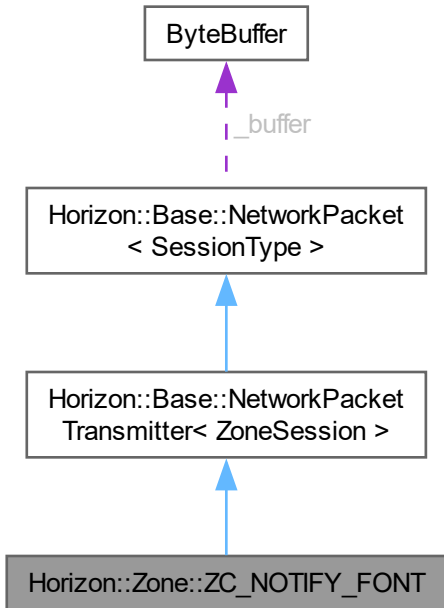 ByteBuffer
_buffer
Horizon::Base::NetworkPacket
< SessionType >
Horizon::Base::NetworkPacket
Transmitter< ZoneSession >
Horizon::Zone::ZC_NOTIFY_FONT